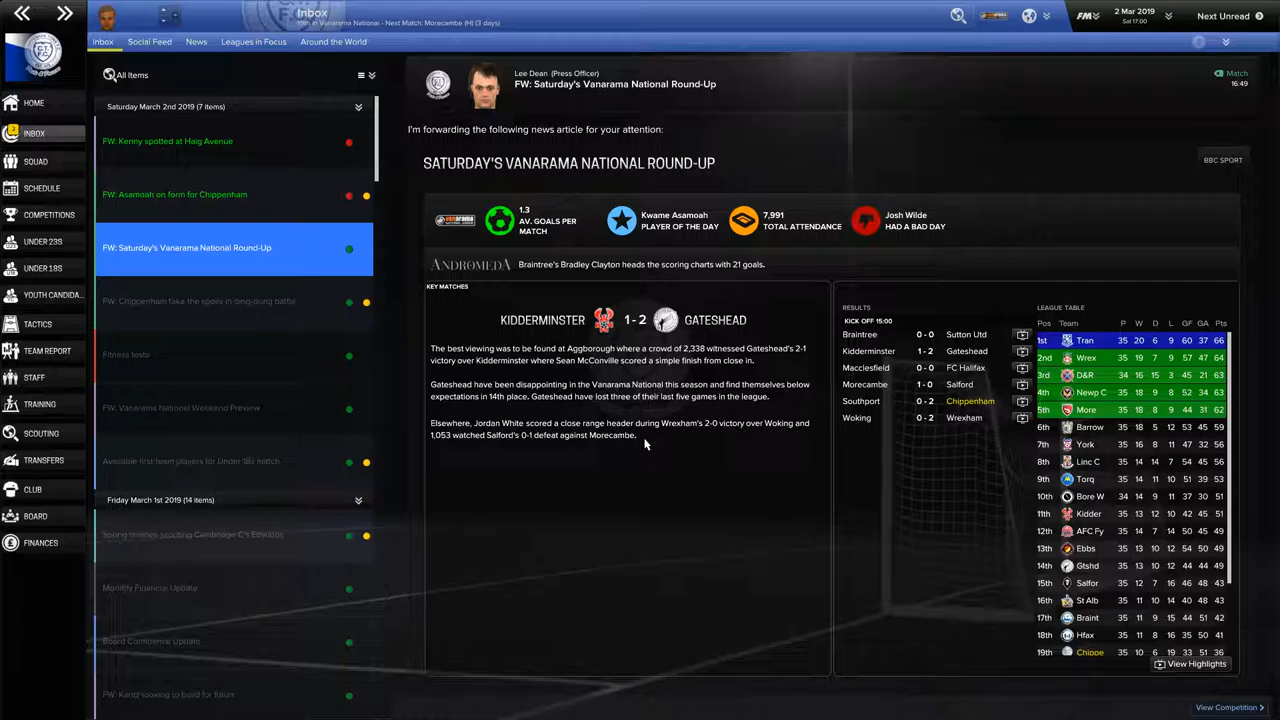 Inbox
19th in Vanarama National - Next Match: Morecambe (H) (3 days)
FM
2 Mar 2019
Sat 17:00
Next Unread
Inbox Social Feed News Leagues in Focus Around the World
HOME
INBOX
SQUAD
SCHEDULE
COMPETITIONS
UNDER 23S
UNDER 18S
YOUTH CANDIDA...
TACTICS
TEAM REPORT
STAFF
TRAINING
SCOUTING
TRANSFERS
CLUB
BOARD
FINANCES
All Items
Saturday March 2nd 2019 (7 items)
FW: Kenny spotted at Haig Avenue
FW: Asamoah on form for Chippenham
FW: Saturday's Vanarama National Round-Up
FW: Chippenham take the spoils in ding-dong battle
Fitness tests
FW: Vanarama National Weekend Preview
Available first team players for Under 18s match
Friday March 1st 2019 (14 items)
Spring months scouting Cambridge C's Edwards
Monthly Financial Update
Board Confidence Update
FW: looking to build for future
Lee Dean (Press Officer)
FW: Saturday's Vanarama National Round-Up
Match
16:49
I'm forwarding the following news article for your attention:
SATURDAY'S VANARAMA NATIONAL ROUND-UP
BBC SPORT
1.3
AV. GOALS PER
MATCH
Kwame Asamoah
PLAYER OF THE DAY
7,991
TOTAL ATTENDANCE
Josh Wilde
HAD A BAD DAY
ANDROMEDA Braintree's Bradley Clayton heads the scoring charts with 21 goals.
KEY MATCHES
KIDDERMINSTER 1 - 2 GATESHEAD
The best viewing was to be found at Aggborough where a crowd of 2,338 witnessed Gateshead's 2-1
victory over Kidderminster where Sean McConville scored a simple finish from close in.
Gateshead have been disappointing in the Vanarama National this season and find themselves below
expectations in 14th place. Gateshead have lost three of their last five games in the league.
Elsewhere, Jordan White scored a close range header during Wrexham's 2-0 victory over Woking and
1,053 watched Salford's 0-1 defeat against Morecambe.
RESULTS
KICK OFF 15:00
Braintree 0 - 0 Sutton Utd
Kidderminster 1 - 2 Gateshead
Macclesfield 0 - 0 FC Halifax
Morecambe 1 - 0 Salford
Southport 0 - 2 Chippenham
Woking 0 - 2 Wrexham
LEAGUE TABLE
Pos Team P W D L GF GA Pts
1st Tran 35 20 6 9 60 37 66
2nd Wrex 35 19 7 9 57 47 64
3rd D&R 34 16 15 3 45 21 63
4th Newp C 35 18 9 8 52 34 63
5th More 35 18 8 9 44 31 62
6th Barrow 35 17 8 10 54 38 59
7th York 35 16 8 11 47 32 56
8th Linc C 35 14 14 7 54 45 56
9th Torq 35 14 11 10 51 39 53
10th Bore W 34 14 9 11 37 30 51
11th Kidder 35 13 12 10 42 41 51
12th AFC Fy 35 14 7 14 50 45 49
13th Ebbs 35 13 10 12 54 50 49
14th Gtshd 35 13 10 12 44 44 49
15th Salfor 35 12 7 16 46 48 43
16th St Alb 35 11 10 14 40 40 43
17th Braint 35 11 9 15 44 51 42
18th Hfax 35 11 8 16 35 50 41
19th Chippe 35 10 6 19 33 51 36
View Highlights
View Competition